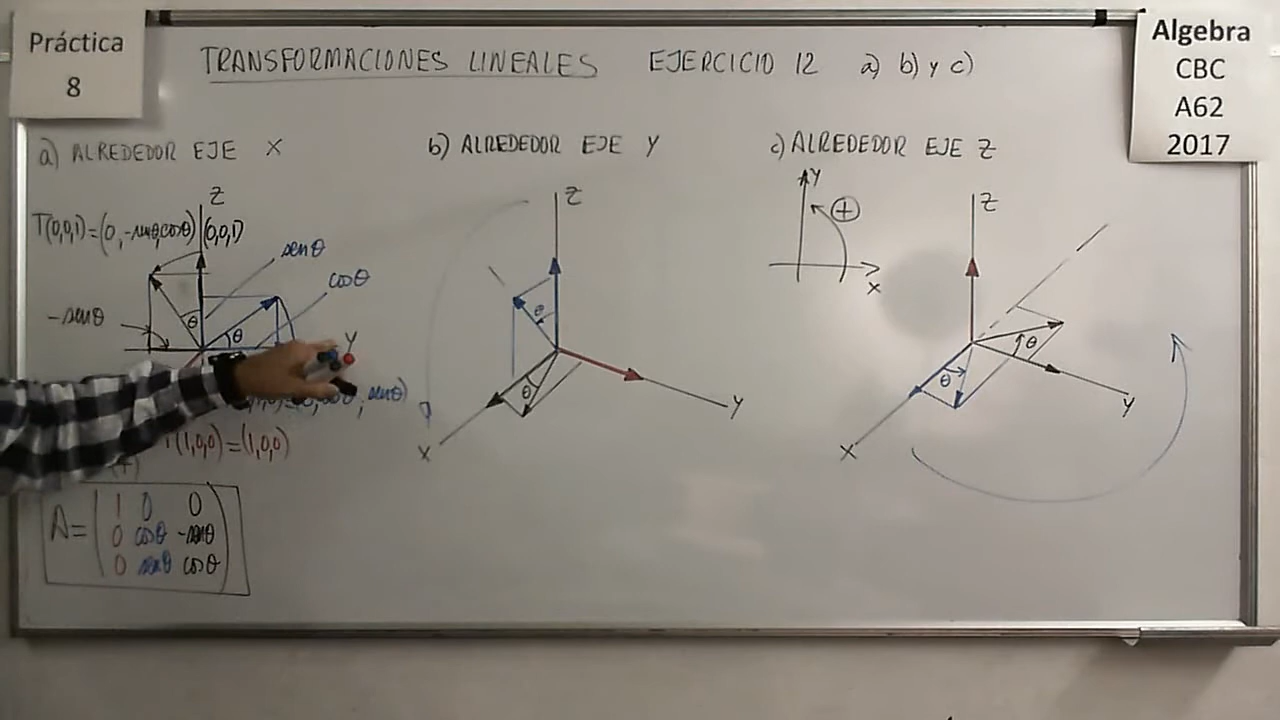 Práctica
8
TRANSFORMACIONES LINEALES EJERCICIO 12 a) b) y c)
Algebra
CBC
A62
2017
a) ALREDEDOR EJE X
Z
T(0,0,1)=(0,-senθ,cosθ) (0,0,1)
senθ
cosθ
-senθ
θ
θ
Y
, senθ)
T(1,0,0)=(1,0,0)
A= ( 1 0 0
0 cosθ -senθ
0 senθ cosθ )
b) ALREDEDOR EJE Y
Z
θ
θ
Y
X
c) ALREDEDOR EJE Z
Y
+
X
Z
θ
θ
Y
X